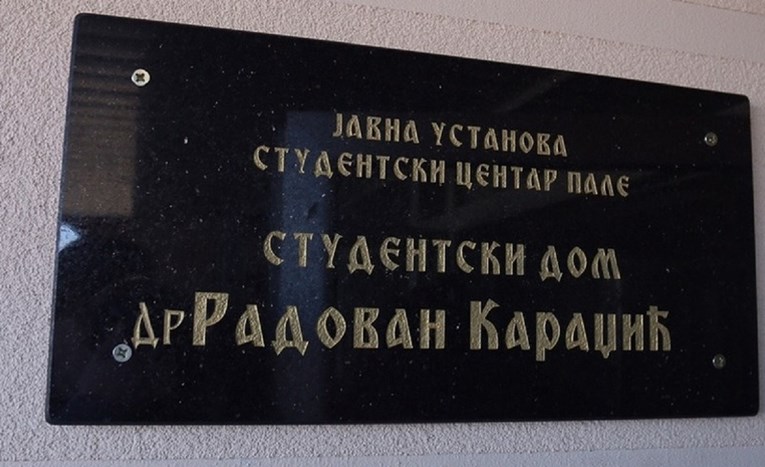 ЈАВНА УСТАНОВА
СТУДЕНТСКИ ЦЕНТАР ПАЛЕ
СТУДЕНТСКИ ДОМ
ДР РАДОВАН КАРАЏИЋ